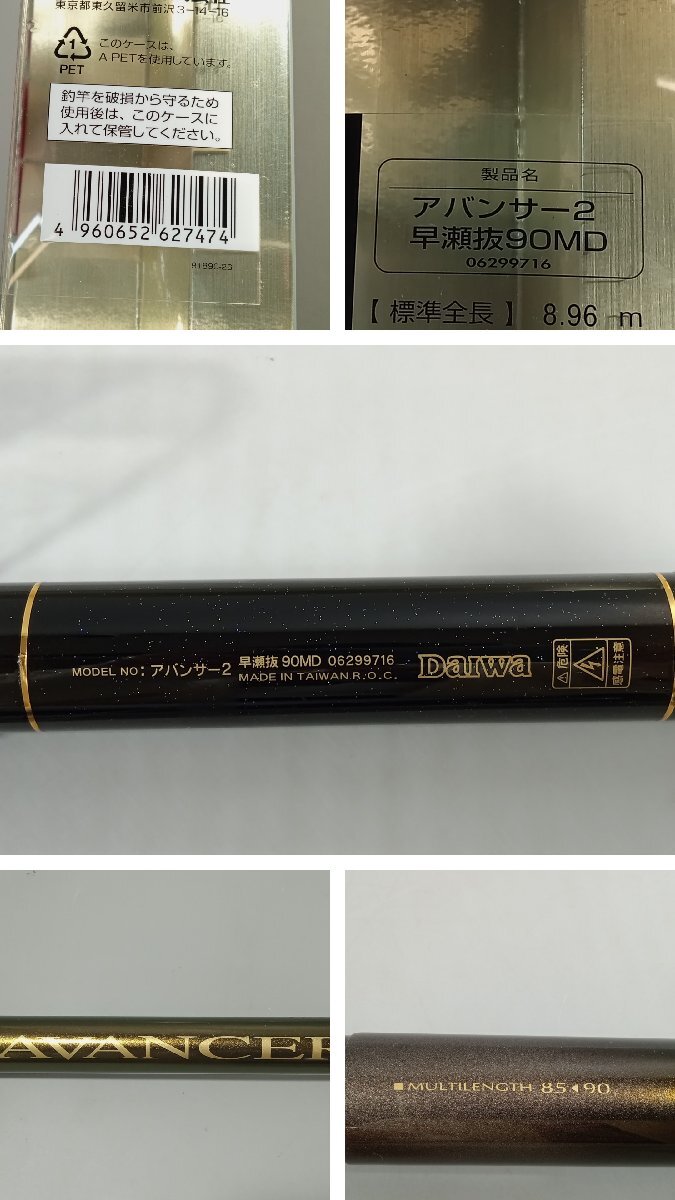 東京都東久留米市前沢3-14-16
1
PET
このケースは、
A PETを使用しています。
釣竿を破損から守るため
使用後は、このケースに
入れて保管してください。
4 960652 627474
製品名
アバンサー2
早瀬抜90MD
06299716
【標準全長】 8.96 m
MODEL NO: アバンサー2 早瀬抜 90MD 06299716
MADE IN TAIWAN R.O.C.
Daiwa
危険
感電注意
AVANCER
■MULTILENGTH 85◀90